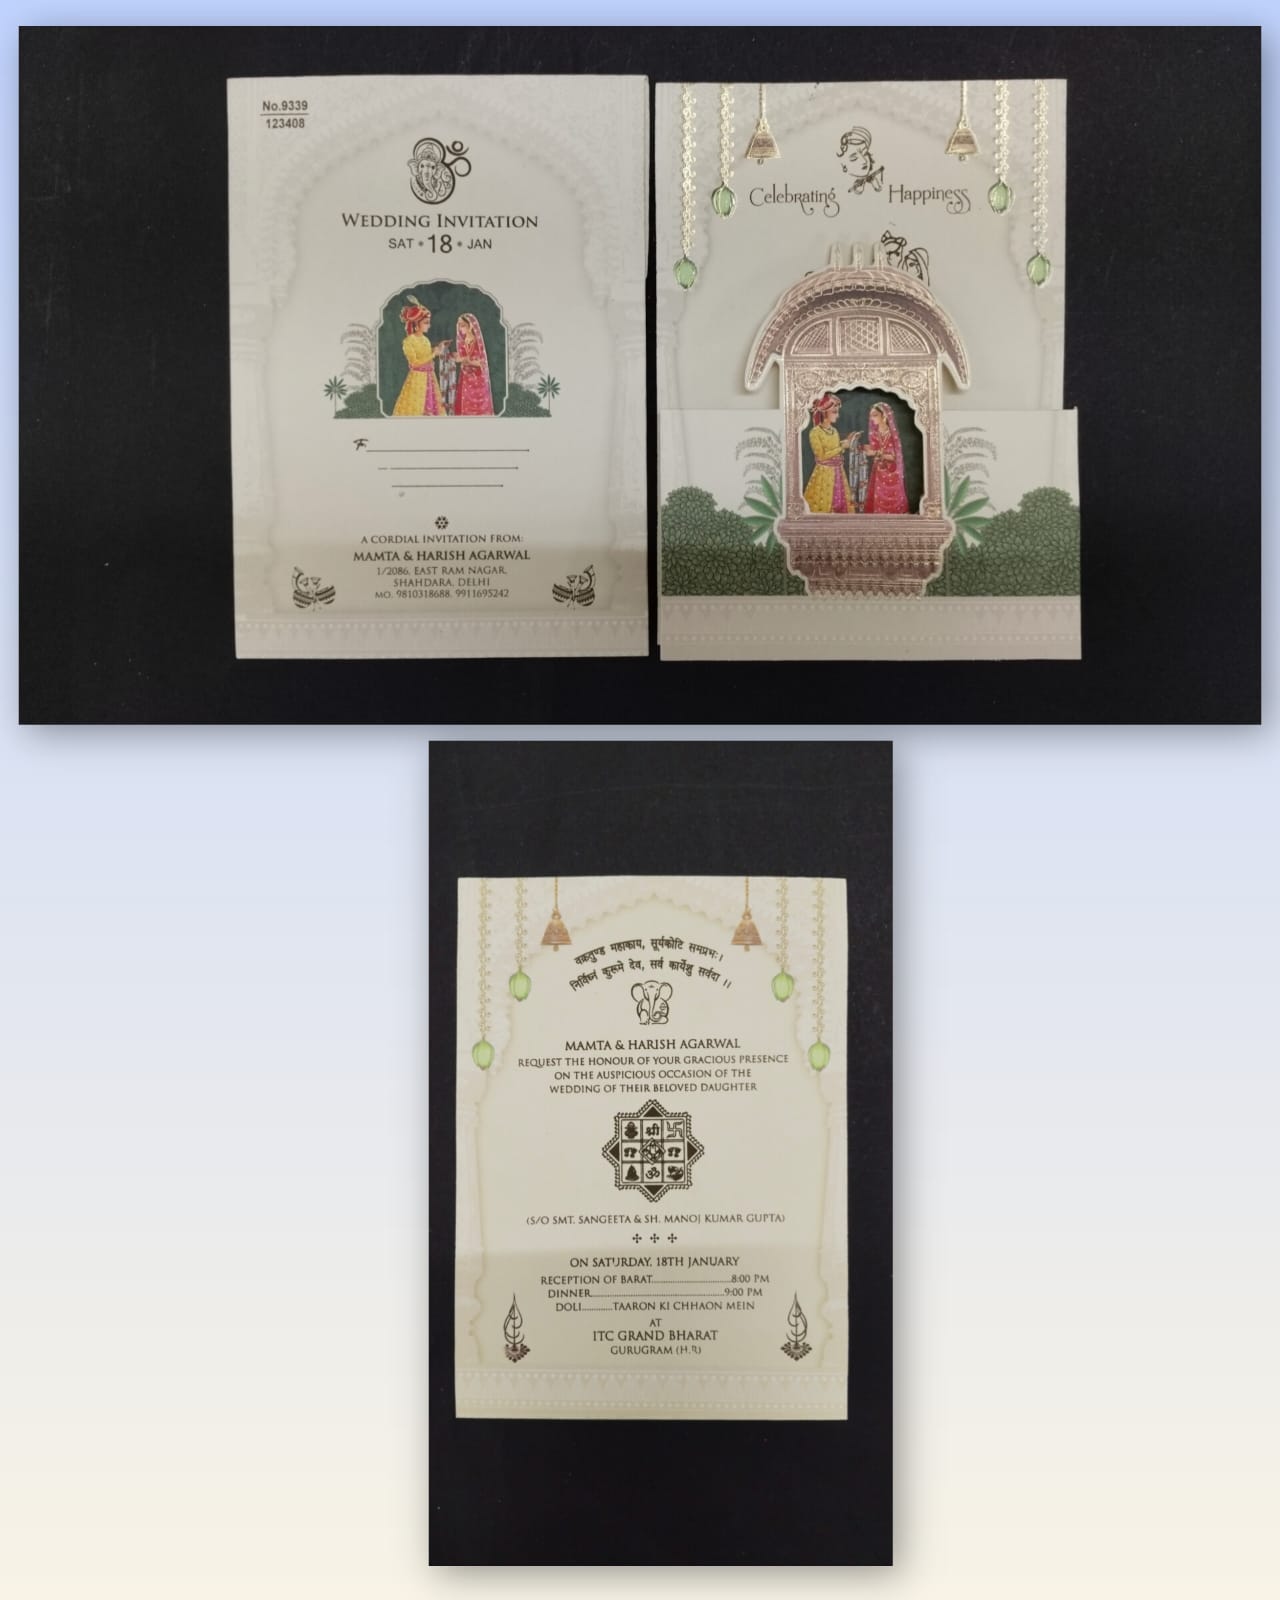 No.9339
123408
WEDDING INVITATION
SAT • 18 • JAN
To
A CORDIAL INVITATION FROM:
MAMTA & HARISH AGARWAL
1/2086, EAST RAM NAGAR,
SHAHDARA, DELHI
MO. 9810318688, 9911695242
Celebrating Happiness
वक्रतुण्ड महाकाय, सूर्यकोटि समप्रभः।
निर्विघ्नं कुरूमे देव, सर्व कार्येशु सर्वदा ।।
MAMTA & HARISH AGARWAL
REQUEST THE HONOUR OF YOUR GRACIOUS PRESENCE
ON THE AUSPICIOUS OCCASION OF THE
WEDDING OF THEIR BELOVED DAUGHTER
श्री
ॐ
(S/O SMT. SANGEETA & SH. MANOJ KUMAR GUPTA)
ON SATURDAY, 18TH JANUARY
RECEPTION OF BARAT..............................8:00 PM
DINNER..................................................9:00 PM
DOLI............TAARON KI CHHAON MEIN
AT
ITC GRAND BHARAT
GURUGRAM (H.R)